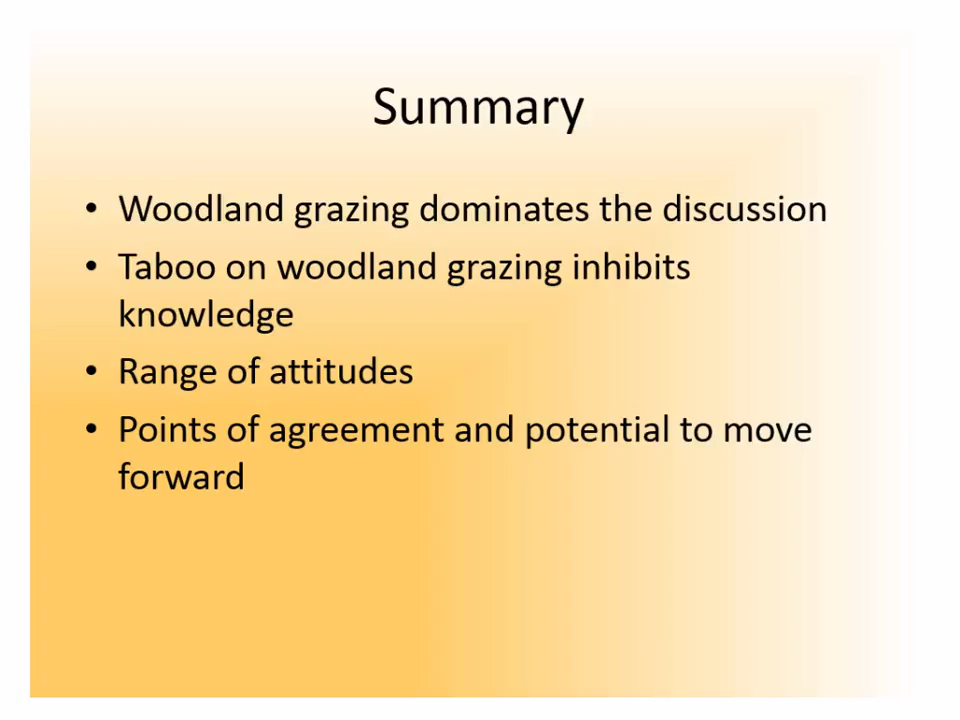 Summary
• Woodland grazing dominates the discussion
• Taboo on woodland grazing inhibits
knowledge
• Range of attitudes
• Points of agreement and potential to move
forward